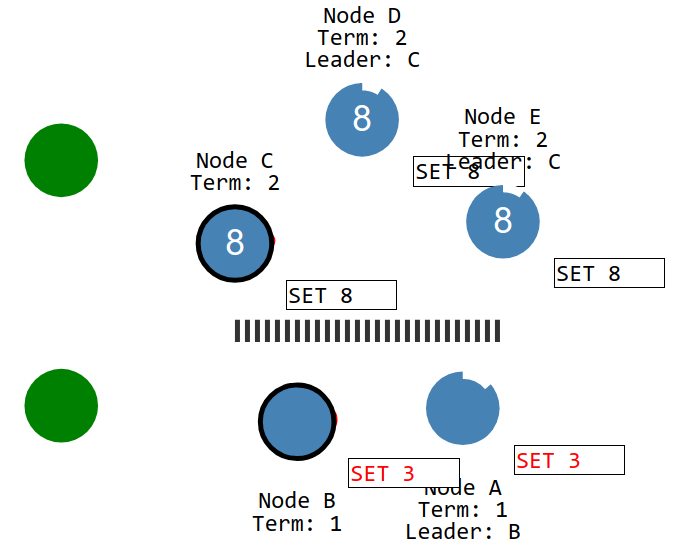 Node D
Term: 2
Leader: C
8
Node E
Term: 2
Leader: C
SET 8
8
SET 8
Node C
Term: 2
8
SET 8
SET 3
SET 3
Node B
Term: 1
Node A
Term: 1
Leader: B